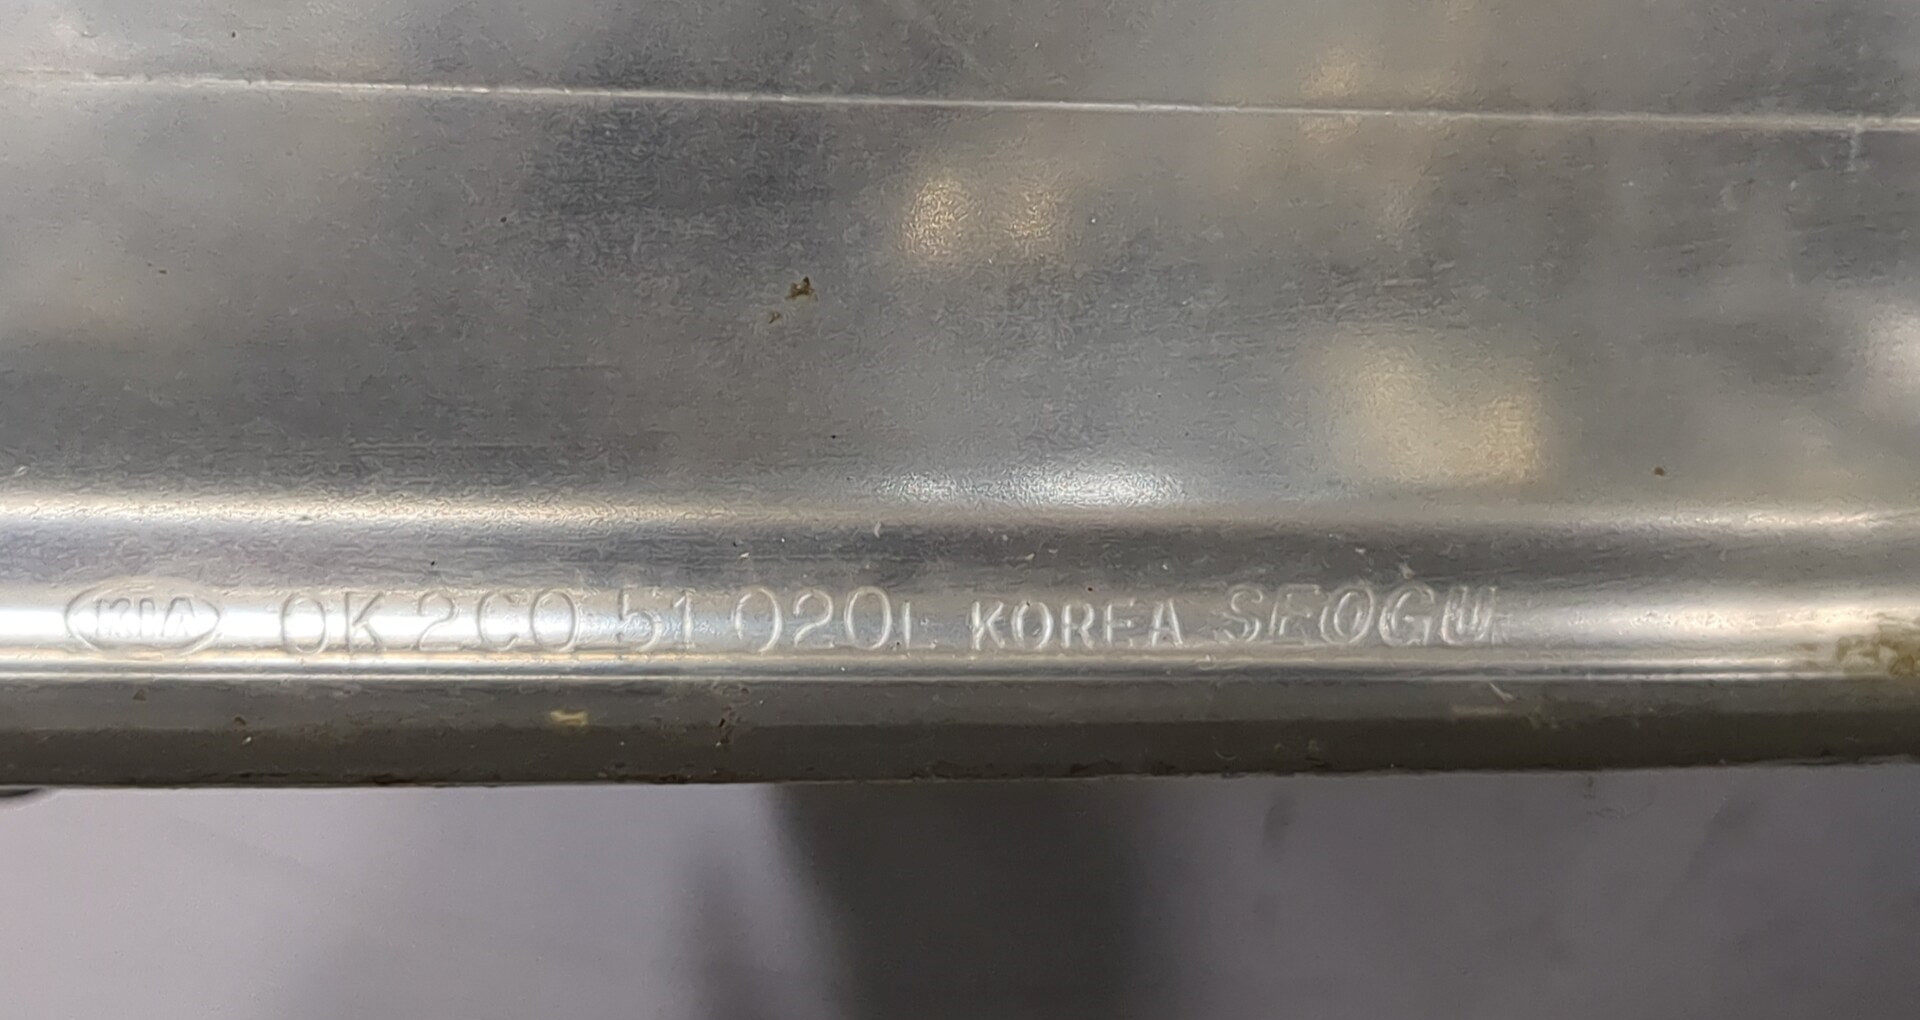 KIA 0K2C0 51 020L KOREA SEOGU